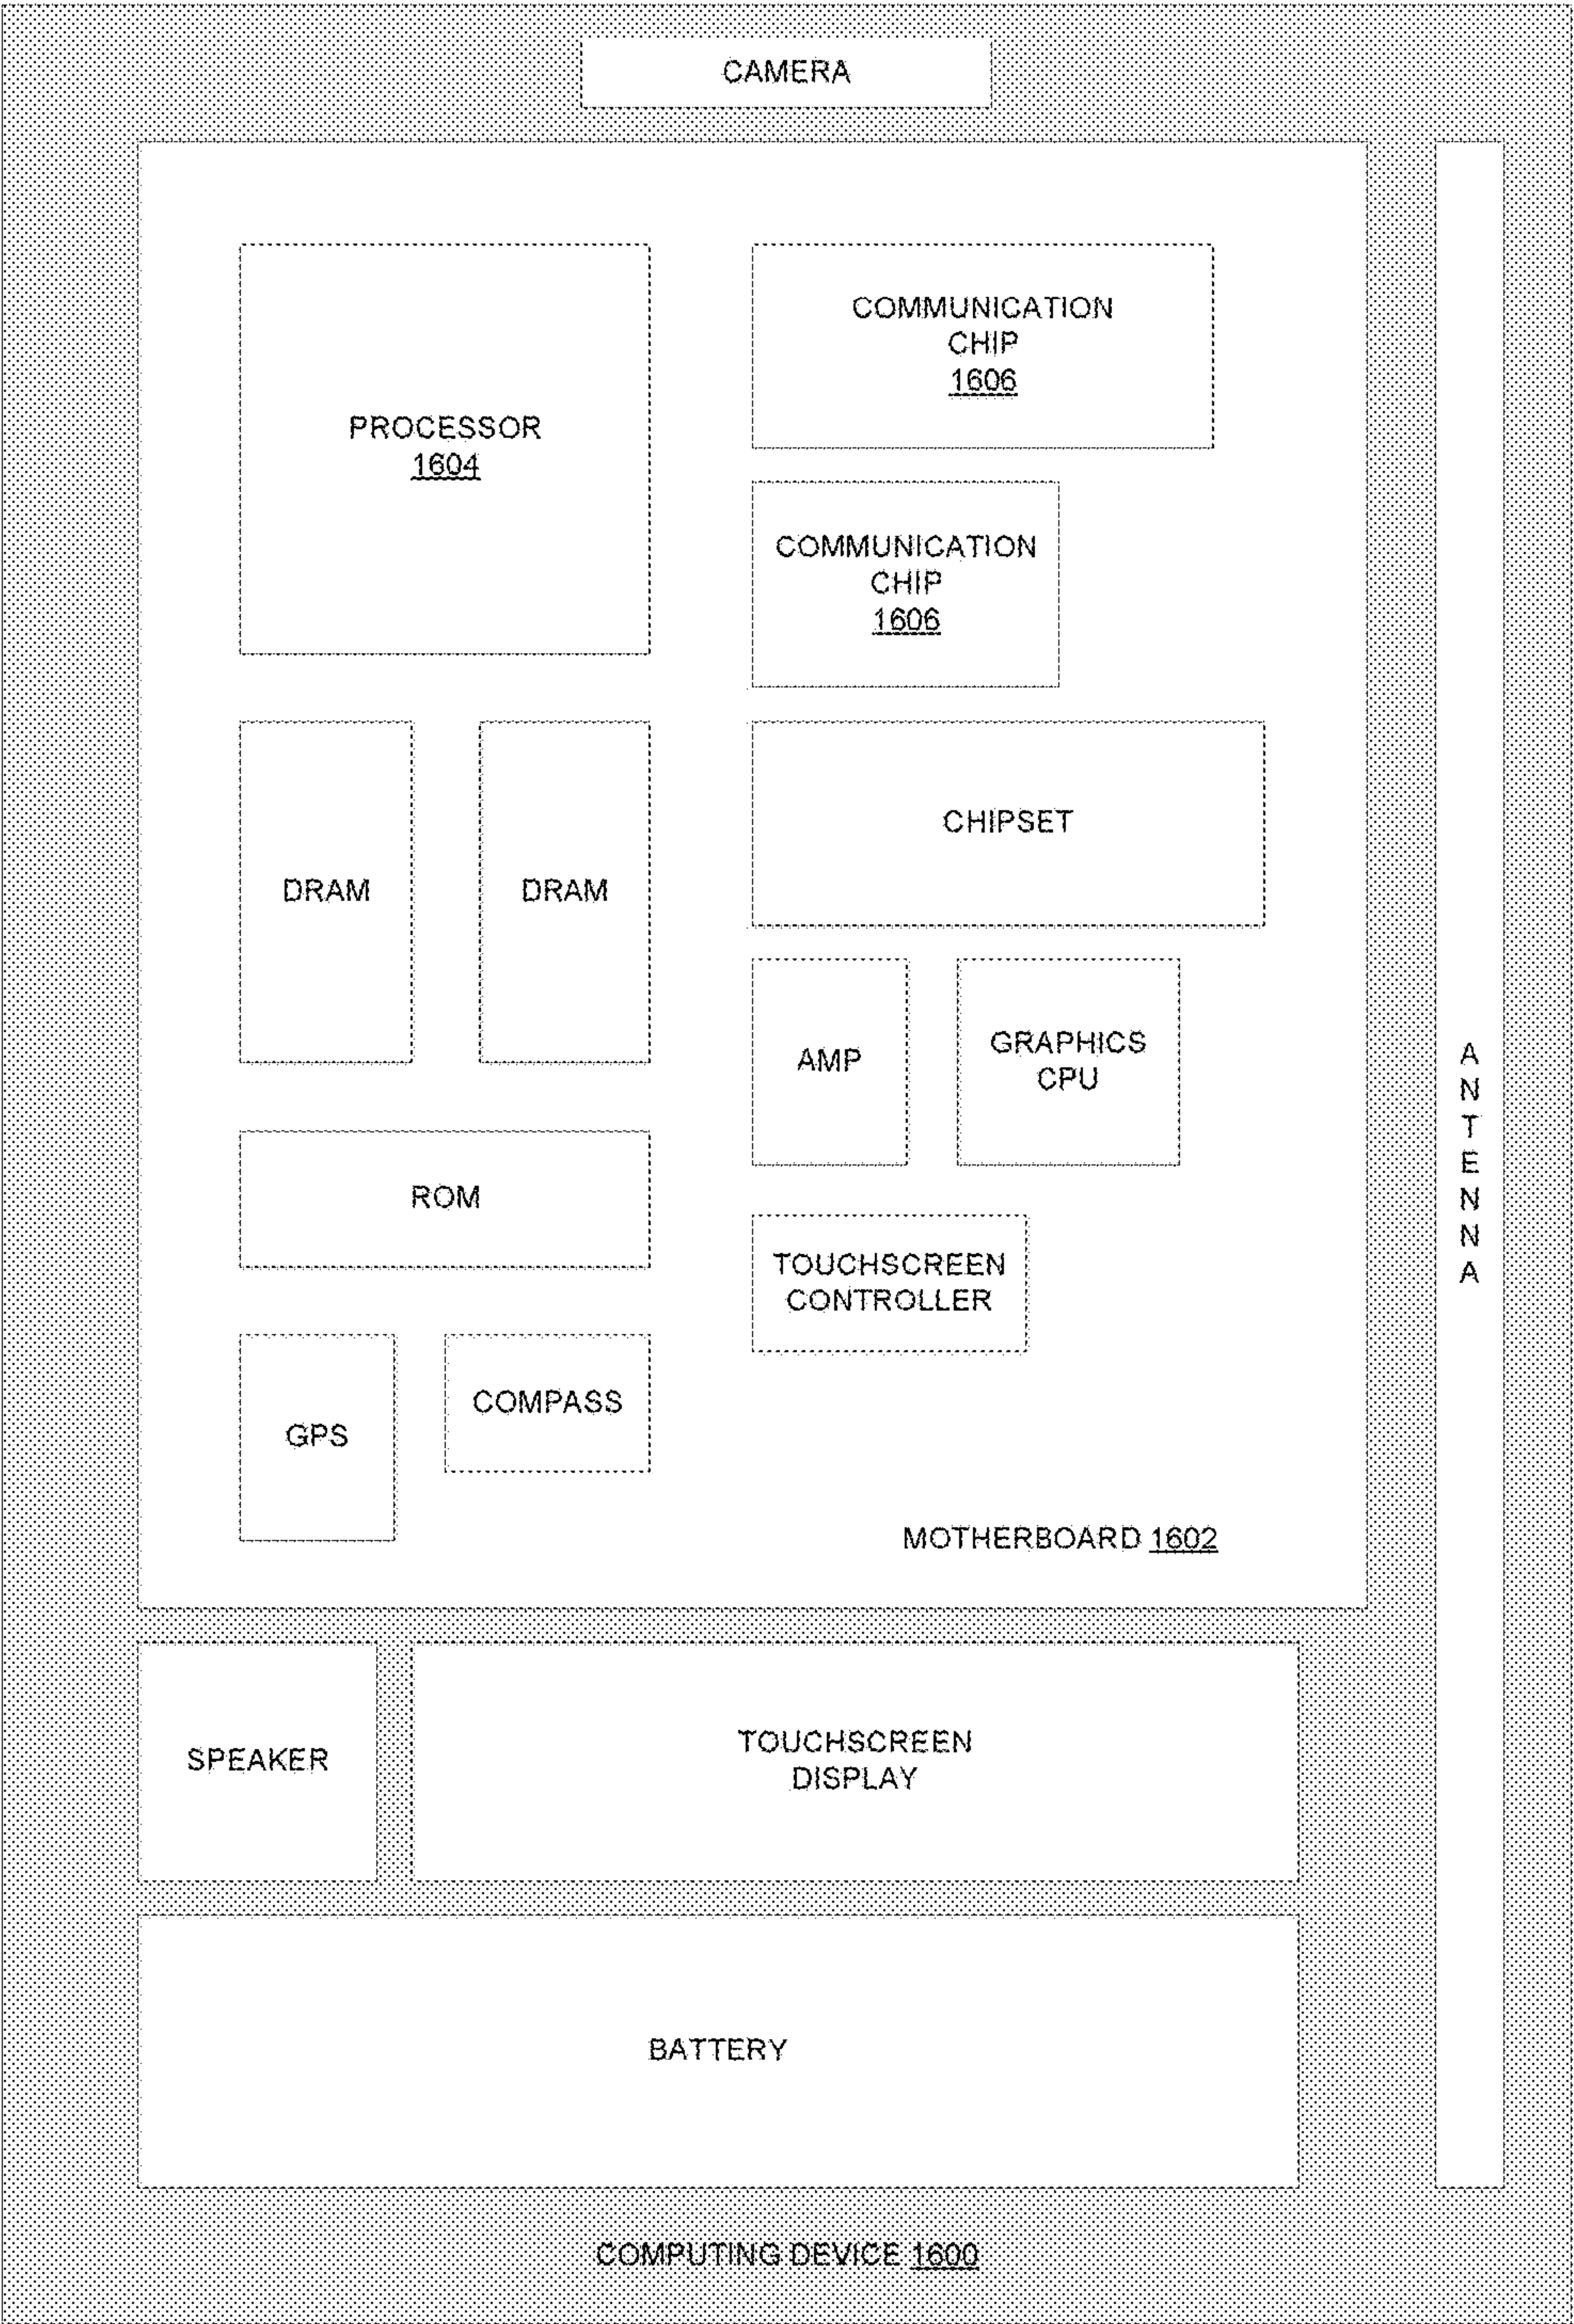 CAMERA
PROCESSOR
1604
COMMUNICATION
CHIP
1606
COMMUNICATION
CHIP
1606
DRAM
DRAM
CHIPSET
AMP
GRAPHICS
CPU
ROM
TOUCHSCREEN
CONTROLLER
GPS
COMPASS
MOTHERBOARD 1602
ANTENNA
SPEAKER
TOUCHSCREEN
DISPLAY
BATTERY
COMPUTING DEVICE 1600